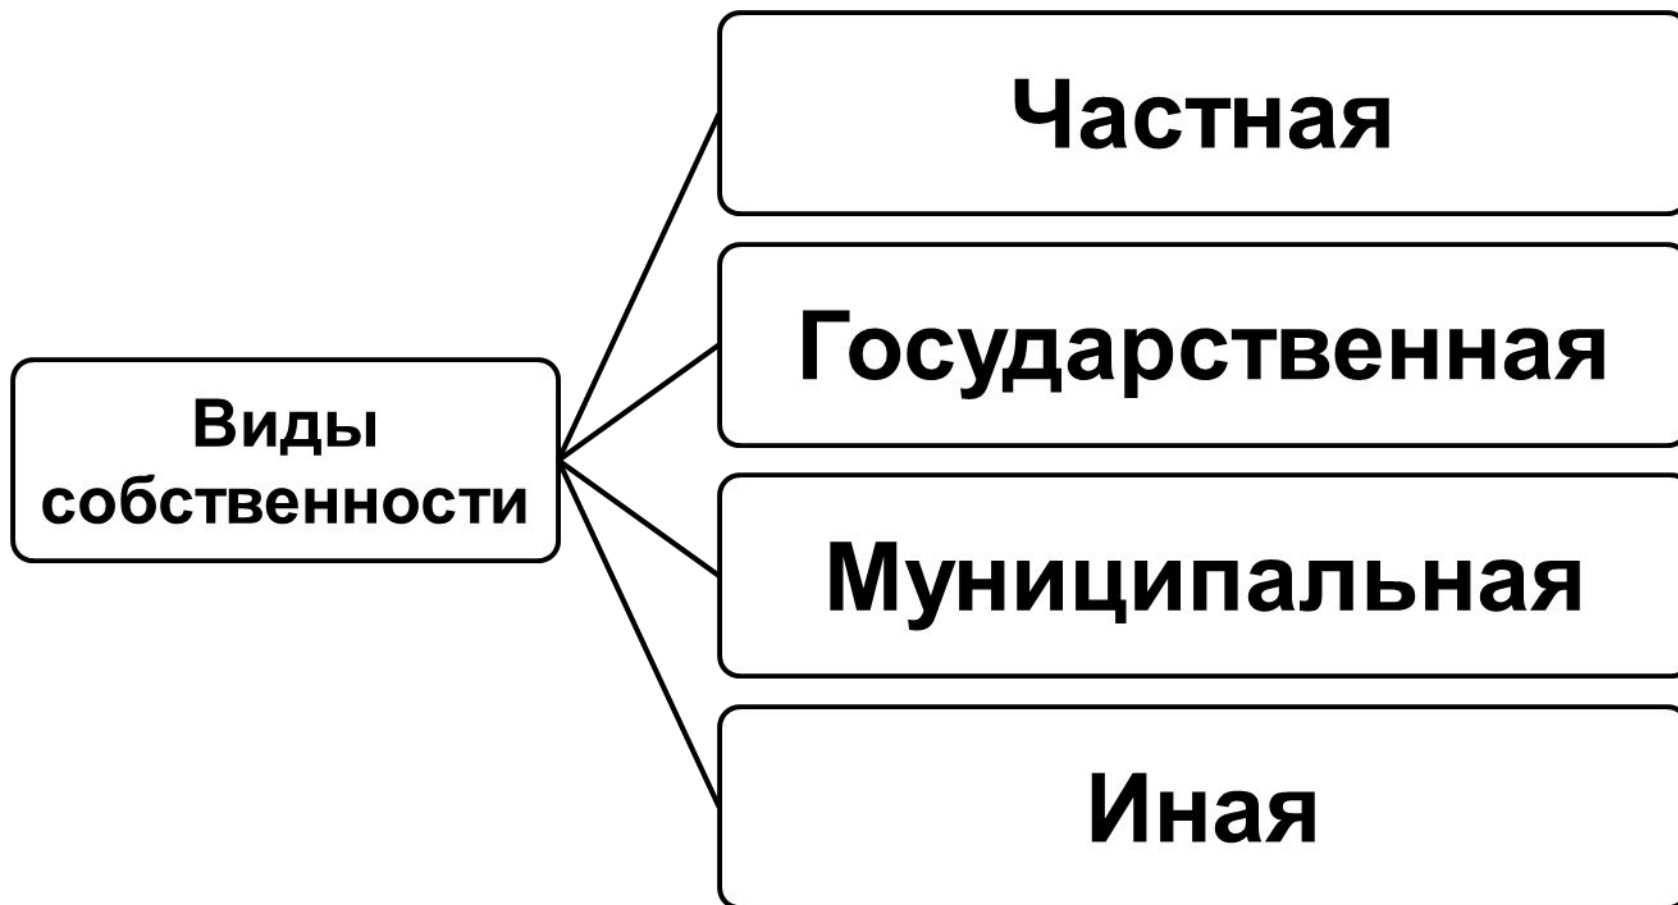 Виды
собственности
Частная
Государственная
Муниципальная
Иная